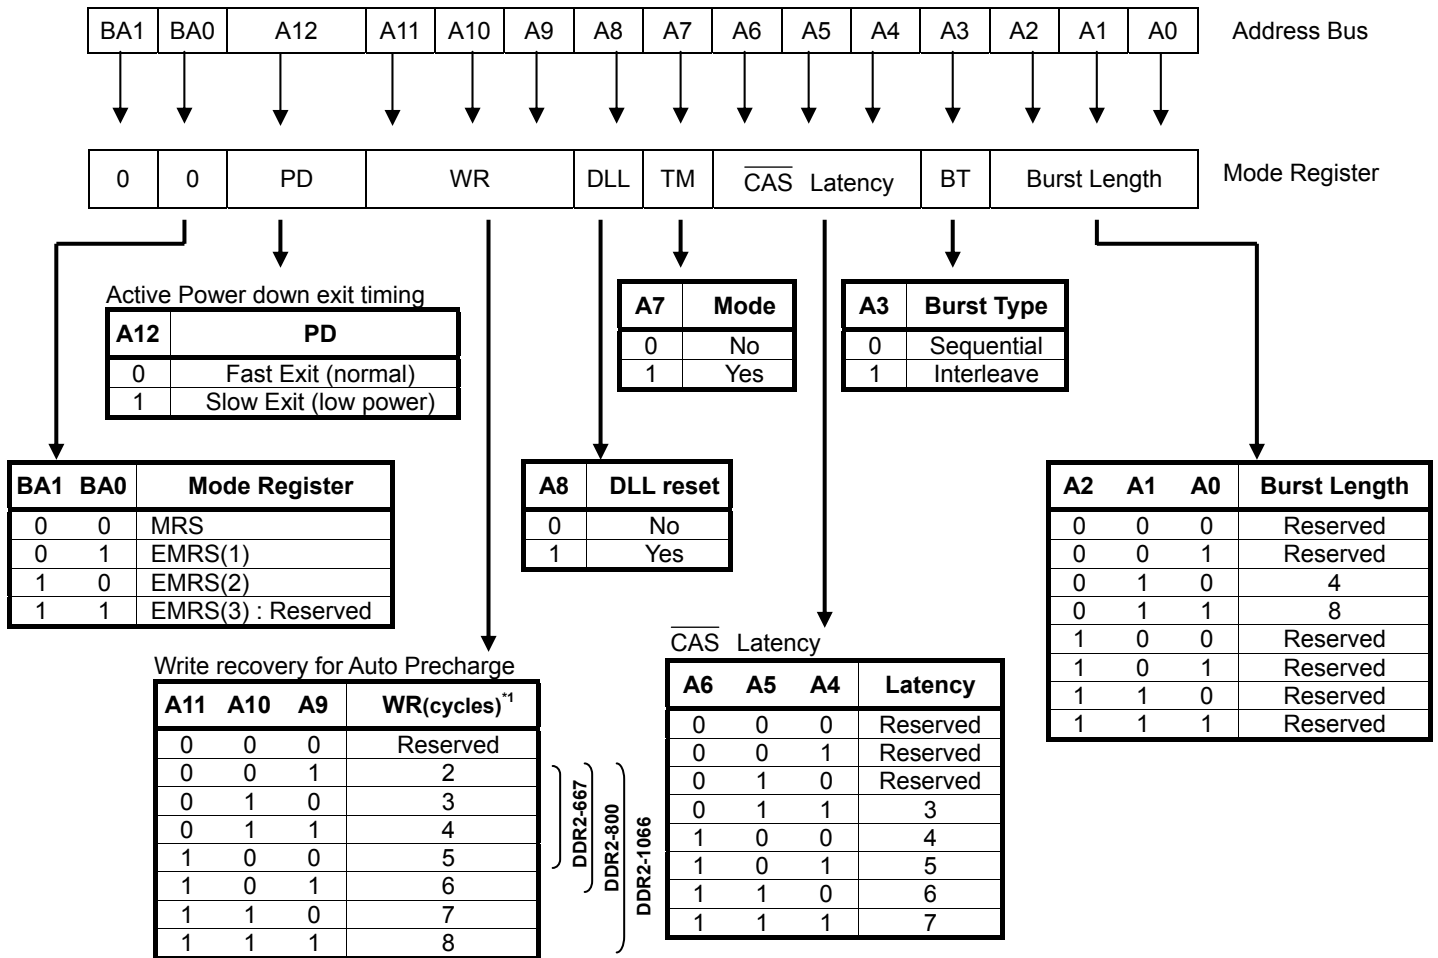 BA1 BA0 A12 A11 A10 A9 A8 A7 A6 A5 A4 A3 A2 A1 A0 Address Bus
0 0 PD WR DLL TM CAS Latency BT Burst Length Mode Register
Active Power down exit timing
A12 PD
0 Fast Exit (normal)
1 Slow Exit (low power)
A7 Mode
0 No
1 Yes
A3 Burst Type
0 Sequential
1 Interleave
BA1 BA0 Mode Register
0 0 MRS
0 1 EMRS(1)
1 0 EMRS(2)
1 1 EMRS(3) : Reserved
A8 DLL reset
0 No
1 Yes
A2 A1 A0 Burst Length
0 0 0 Reserved
0 0 1 Reserved
0 1 0 4
0 1 1 8
1 0 0 Reserved
1 0 1 Reserved
1 1 0 Reserved
1 1 1 Reserved
Write recovery for Auto Precharge
A11 A10 A9 WR(cycles)*1
0 0 0 Reserved
0 0 1 2
0 1 0 3
0 1 1 4
1 0 0 5
1 0 1 6
1 1 0 7
1 1 1 8
DDR2-667
DDR2-800
DDR2-1066
CAS Latency
A6 A5 A4 Latency
0 0 0 Reserved
0 0 1 Reserved
0 1 0 Reserved
0 1 1 3
1 0 0 4
1 0 1 5
1 1 0 6
1 1 1 7